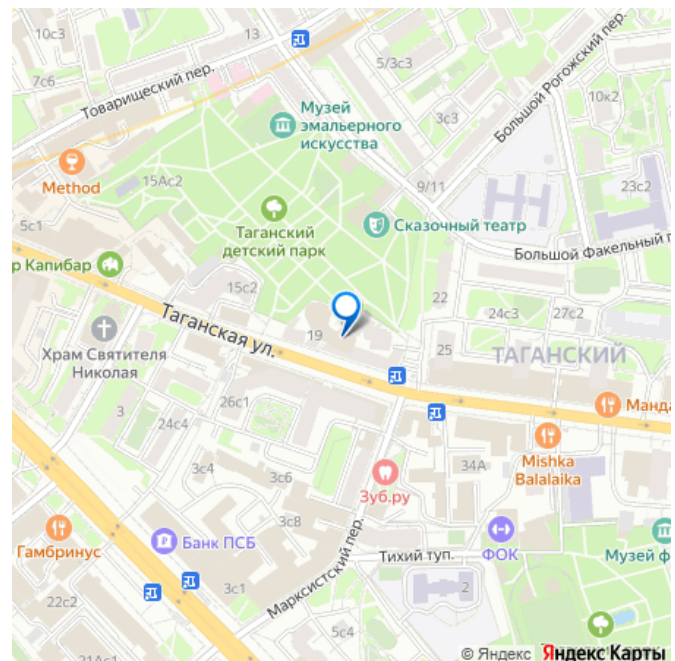 10с3
13
5/3с3
7с6
Товарищеский пер.
Большой Рогожский пер.
10к2
Музей
эмальерного
искусства
3с3
Method
15Ас2
9/11
23с2
5с1
Таганский
детский парк
Сказочный театр
р Капибар
Большой Факельный п
15с2
22
24с3
27с2
Таганская ул.
19
Храм Святителя
Николая
25
ТАГАНСКИЙ
26с1
Манда
3
24с4
Mishka
Balalaika
34А
3с4
3с6
Зуб.ру
Гамбринус
Банк ПСБ
3с8
ФОК
Музей ф
Тихий туп.
Марксистский пер.
3с1
2
22с2
5с4
21Ас1
© Яндекс Яндекс Карты